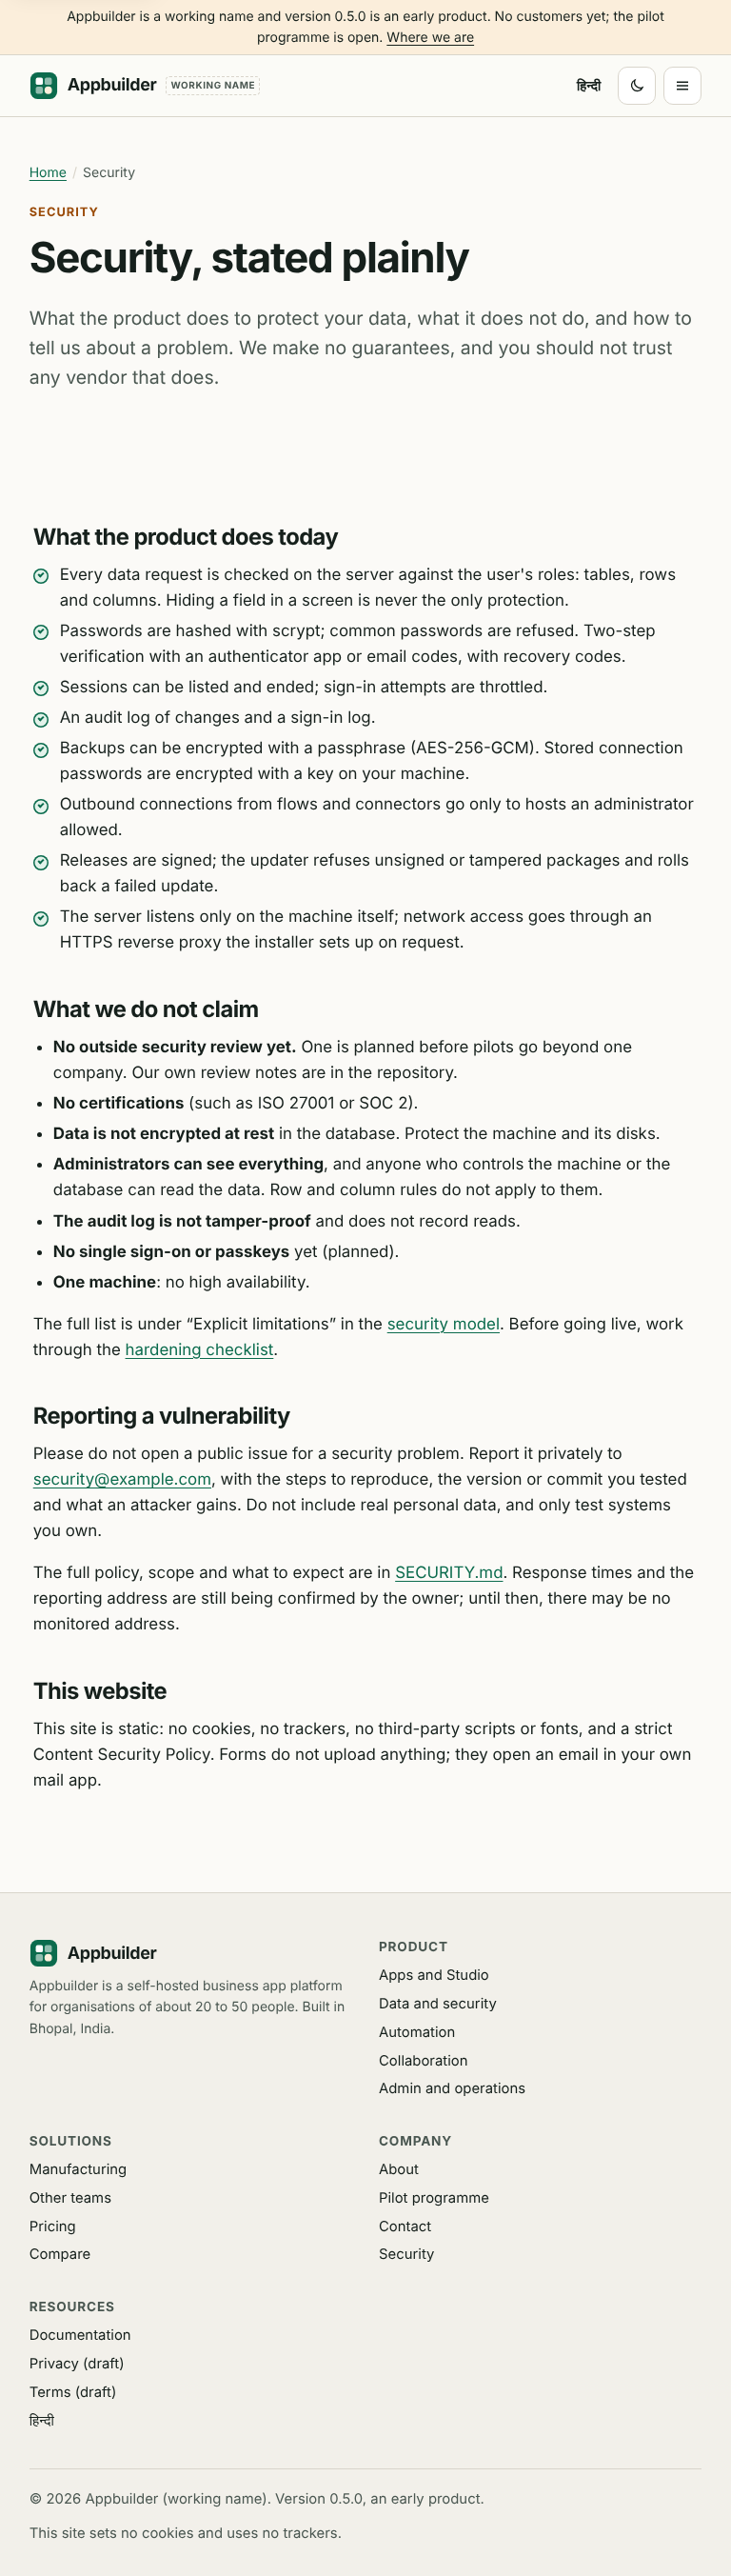 Appbuilder is a working name and version 0.5.0 is an early product. No customers yet; the pilot
programme is open. Where we are
Appbuilder WORKING NAME
हिन्दी
Home / Security
SECURITY
Security, stated plainly
What the product does to protect your data, what it does not do, and how to
tell us about a problem. We make no guarantees, and you should not trust
any vendor that does.
What the product does today
Every data request is checked on the server against the user's roles: tables, rows
and columns. Hiding a field in a screen is never the only protection.
Passwords are hashed with scrypt; common passwords are refused. Two-step
verification with an authenticator app or email codes, with recovery codes.
Sessions can be listed and ended; sign-in attempts are throttled.
An audit log of changes and a sign-in log.
Backups can be encrypted with a passphrase (AES-256-GCM). Stored connection
passwords are encrypted with a key on your machine.
Outbound connections from flows and connectors go only to hosts an administrator
allowed.
Releases are signed; the updater refuses unsigned or tampered packages and rolls
back a failed update.
The server listens only on the machine itself; network access goes through an
HTTPS reverse proxy the installer sets up on request.
What we do not claim
• No outside security review yet. One is planned before pilots go beyond one
company. Our own review notes are in the repository.
• No certifications (such as ISO 27001 or SOC 2).
• Data is not encrypted at rest in the database. Protect the machine and its disks.
• Administrators can see everything, and anyone who controls the machine or the
database can read the data. Row and column rules do not apply to them.
• The audit log is not tamper-proof and does not record reads.
• No single sign-on or passkeys yet (planned).
• One machine: no high availability.
The full list is under “Explicit limitations” in the security model. Before going live, work
through the hardening checklist.
Reporting a vulnerability
Please do not open a public issue for a security problem. Report it privately to
security@example.com, with the steps to reproduce, the version or commit you tested
and what an attacker gains. Do not include real personal data, and only test systems
you own.
The full policy, scope and what to expect are in SECURITY.md. Response times and the
reporting address are still being confirmed by the owner; until then, there may be no
monitored address.
This website
This site is static: no cookies, no trackers, no third-party scripts or fonts, and a strict
Content Security Policy. Forms do not upload anything; they open an email in your own
mail app.
Appbuilder
Appbuilder is a self-hosted business app platform
for organisations of about 20 to 50 people. Built in
Bhopal, India.
PRODUCT
Apps and Studio
Data and security
Automation
Collaboration
Admin and operations
SOLUTIONS
Manufacturing
Other teams
Pricing
Compare
COMPANY
About
Pilot programme
Contact
Security
RESOURCES
Documentation
Privacy (draft)
Terms (draft)
हिन्दी
© 2026 Appbuilder (working name). Version 0.5.0, an early product.
This site sets no cookies and uses no trackers.